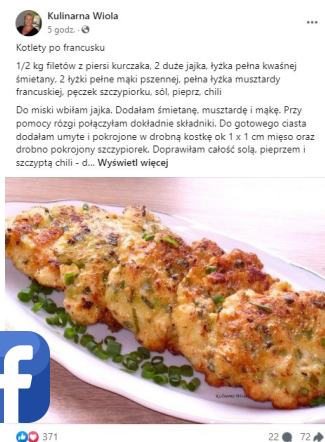 Kulinarna Wiola
5 godz. ·
Kotlety po francusku
1/2 kg filetów z piersi kurczaka, 2 duże jajka, łyżka pełna kwaśnej
śmietany. 2 łyżki pełne mąki pszennej, pełna łyżka musztardy
francuskiej, pęczek szczypiorku, sól, pieprz, chili
Do miski wbiłam jajka. Dodałam śmietanę, musztardę i mąkę. Przy
pomocy rózgi połączyłam dokładnie składniki. Do gotowego ciasta
dodałam umyte i pokrojone w drobną kostkę ok 1 x 1 cm mięso oraz
drobno pokrojony szczypiorek. Doprawiłam całość solą, pieprzem i
szczyptą chili - d... Wyświetl więcej
Kulinarna Wiola
f
371
22
72